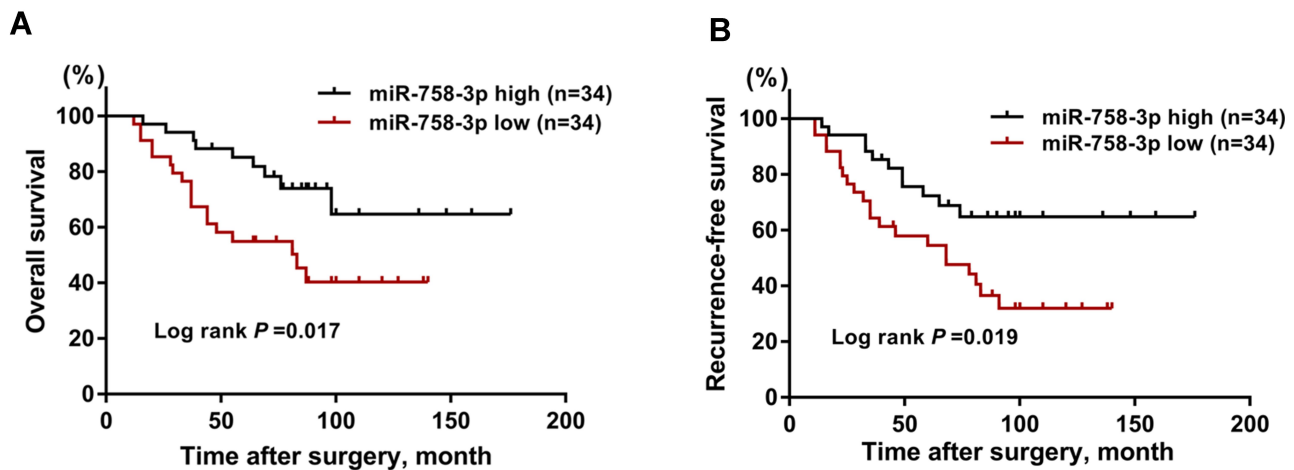 A
(%)
Overall survival
100
80
60
40
20
0
miR-758-3p high (n=34)
miR-758-3p low (n=34)
Log rank P =0.017
0 50 100 150 200
Time after surgery, month
B
(%)
Recurrence-free survival
100
80
60
40
20
0
miR-758-3p high (n=34)
miR-758-3p low (n=34)
Log rank P =0.019
0 50 100 150 200
Time after surgery, month